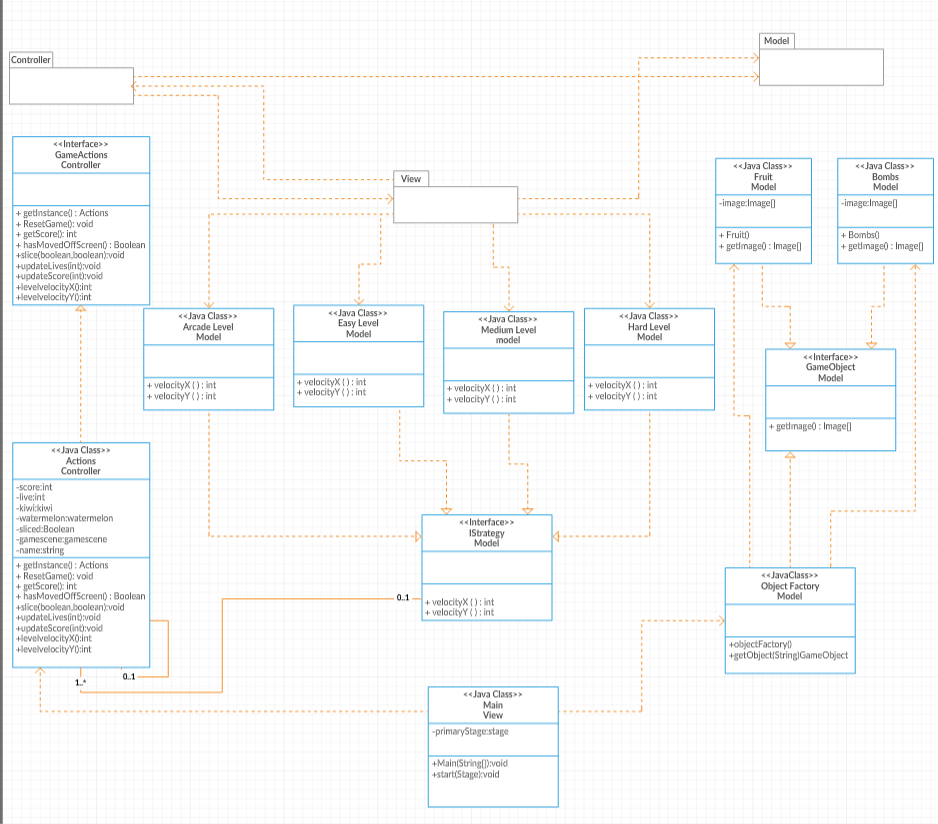 Model
Controller
View
<<Interface>>
GameActions
Controller
+ getInstance() : Actions
+ ResetGame(): void
+ getScore(): int
+ hasMovedOffScreen() : Boolean
+slice(boolean,boolean):void
+updateLives(int):void
+updateScore(int):void
+levelvelocityX():int
+levelvelocityY():int
<<Java Class>>
Fruit
Model
-image:Image[]
+ Fruit()
+ getImage() : Image[]
<<Java Class>>
Bombs
Model
-image:Image[]
+ Bombs()
+ getImage() : Image[]
<<Java Class>>
Arcade Level
Model
+ velocityX ( ) : int
+ velocityY ( ) : int
<<Java Class>>
Easy Level
Model
+ velocityX ( ) : int
+ velocityY ( ) : int
<<Java Class>>
Medium Level
model
+ velocityX ( ) : int
+ velocityY ( ) : int
<<Java Class>>
Hard Level
Model
+ velocityX ( ) : int
+ velocityY ( ) : int
<<Interface>>
GameObject
Model
+ getImage() : Image[]
<<Java Class>>
Actions
Controller
-score:int
-live:int
-kiwi:kiwi
-watermelon:watermelon
-sliced:Boolean
-gamescene:gamescene
-name:string
+ getInstance() : Actions
+ ResetGame(): void
+ getScore(): int
+ hasMovedOffScreen() : Boolean
+slice(boolean,boolean):void
+updateLives(int):void
+updateScore(int):void
+levelvelocityX():int
+levelvelocityY():int
<<Interface>>
IStrategy
Model
+ velocityX ( ) : int
+ velocityY ( ) : int
0..1
0..1
1..*
<<JavaClass>>
Object Factory
Model
+objectFactory()
+getObject(String)GameObject
<<Java Class>>
Main
View
-primaryStage:stage
+Main(String[]):void
+start(Stage):void